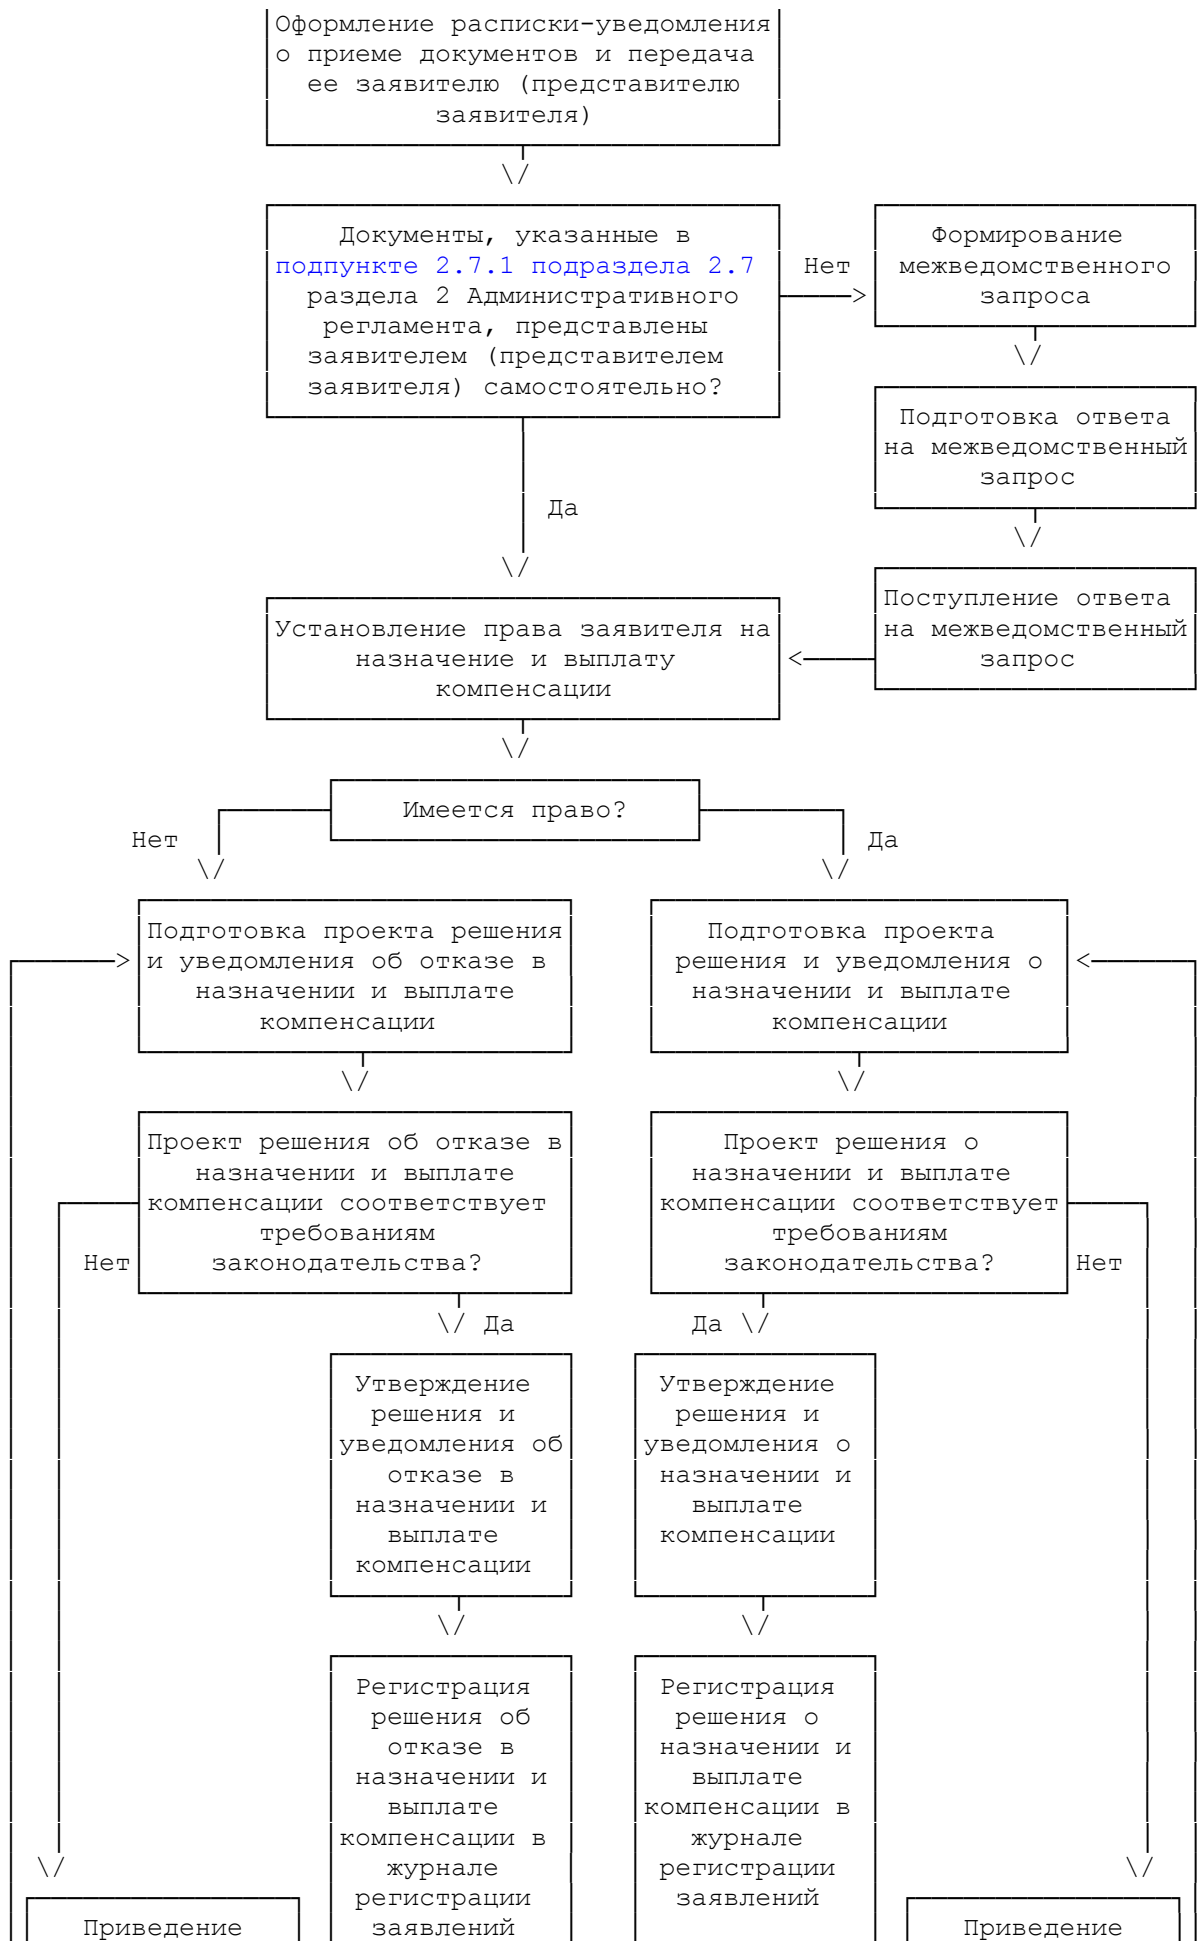 Оформление расписки-уведомления
о приеме документов и передача
ее заявителю (представителю
заявителя)
Документы, указанные в
подпункте 2.7.1 подраздела 2.7
раздела 2 Административного
регламента, представлены
заявителем (представителем
заявителя) самостоятельно?
Нет
Формирование
межведомственного
запроса
Подготовка ответа
на межведомственный
запрос
Да
Поступление ответа
на межведомственный
запрос
Установление права заявителя на
назначение и выплату
компенсации
Имеется право?
Нет
Да
Подготовка проекта решения
и уведомления об отказе в
назначении и выплате
компенсации
Подготовка проекта
решения и уведомления о
назначении и выплате
компенсации
Проект решения об отказе в
назначении и выплате
компенсации соответствует
требованиям
законодательства?
Нет
Проект решения о
назначении и выплате
компенсации соответствует
требованиям
законодательства?
Нет
Да
Да
Утверждение
решения и
уведомления об
отказе в
назначении и
выплате
компенсации
Утверждение
решения и
уведомления о
назначении и
выплате
компенсации
Регистрация
решения об
отказе в
назначении и
выплате
компенсации в
журнале
регистрации
заявлений
Регистрация
решения о
назначении и
выплате
компенсации в
журнале
регистрации
заявлений
Приведение
Приведение